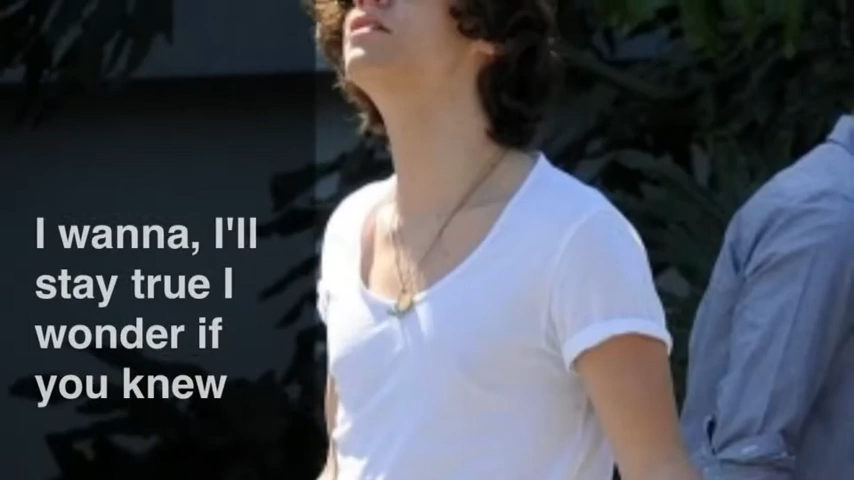 I wanna, I'll
stay true I
wonder if
you knew